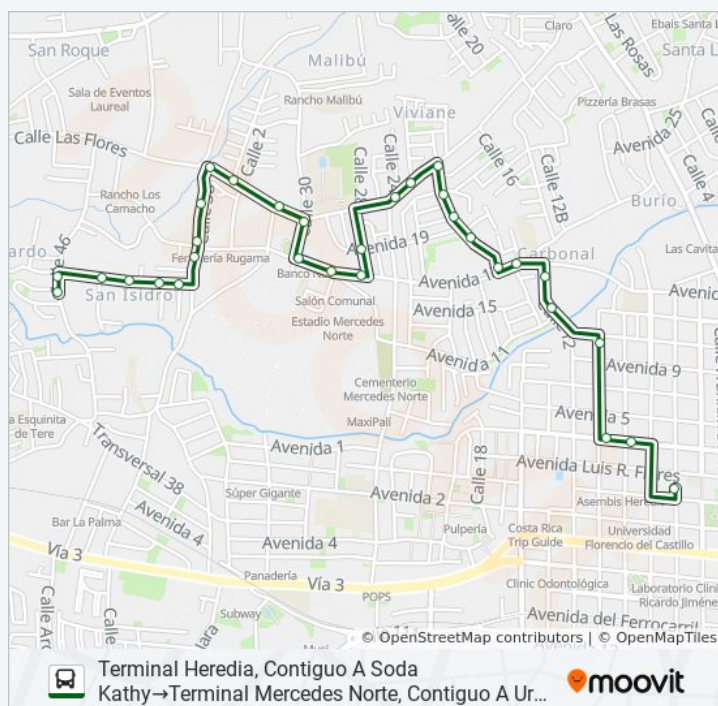 San Roque
Claro
Ebais Santa L
Calle 20
Las Rosas
Santa L
Malibú
Sala de Eventos
Laureal
Rancho Malibú
Pizzería Brasas
Viviane
Calle Las Flores
Calle 2
Avenida 25
Calle 16
Calle 4
Calle 12B
Rancho Los
Camacho
Burío
Avenida 19
Las Cavita
Carbonal
Ferretería Rugama
San Isidro
Salón Comunal
Avenida 15
Estadio Mercedes
Norte
Avenida 11
Avenida 9
Cementerio
Mercedes Norte
a Esquinita
de Tere
MaxiPalí
Avenida 5
Transversal 38
Avenida 1
Calle 18
Avenida Luis R. Flores
Súper Gigante
Avenida 2
Asembis Heredia
Avenida 4
Bar La Palma
Pulpería
Costa Rica
Trip Guide
Universidad
Florencio del Castillo
Avenida 4
Vía 3
Panadería
Vía 3
Clinic Odontológica
POPS
Laboratorio Clíni
Ricardo Jiméne
Subway
Avenida del Ferrocarril
© OpenStreetMap contributors | © OpenMapTiles
Terminal Heredia, Contiguo A Soda
Kathy→Terminal Mercedes Norte, Contiguo A Ur...
moovit